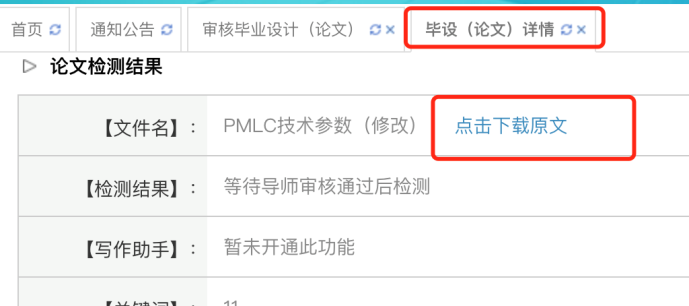 首页 通知公告 审核毕业设计（论文） 毕设（论文）详情
论文检测结果
【文件名】: PMLC技术参数（修改） 点击下载原文
【检测结果】: 等待导师审核通过后检测
【写作助手】: 暂未开通此功能
【关键词】: 11